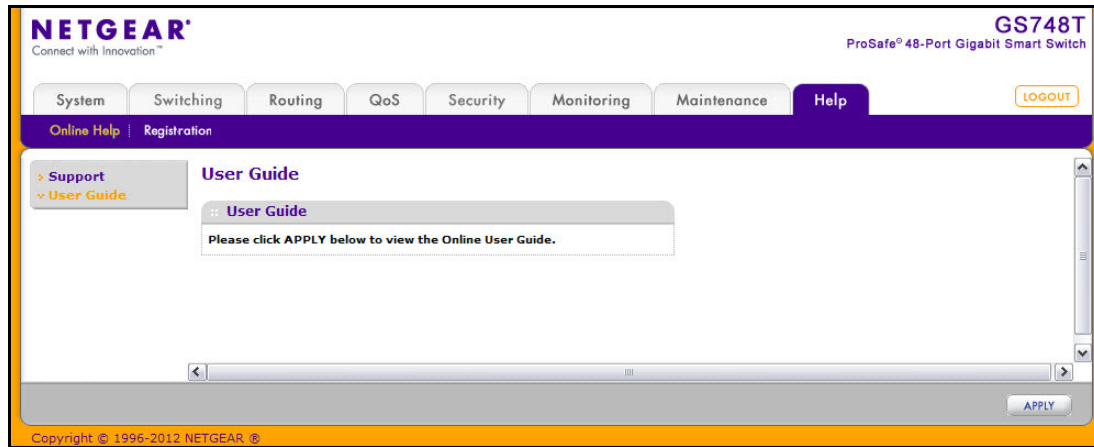 NETGEAR®
Connect with Innovation™
GS748T
ProSafe® 48-Port Gigabit Smart Switch
System Switching Routing QoS Security Monitoring Maintenance Help LOGOUT
Online Help Registration
Support
User Guide
User Guide
User Guide
Please click APPLY below to view the Online User Guide.
APPLY
Copyright © 1996-2012 NETGEAR ®